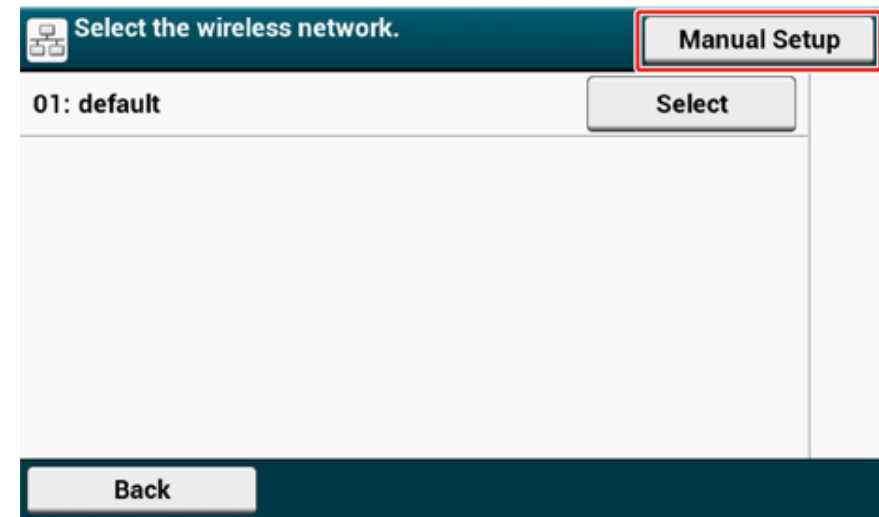 Select the wireless network.
Manual Setup
01: default
Select
Back